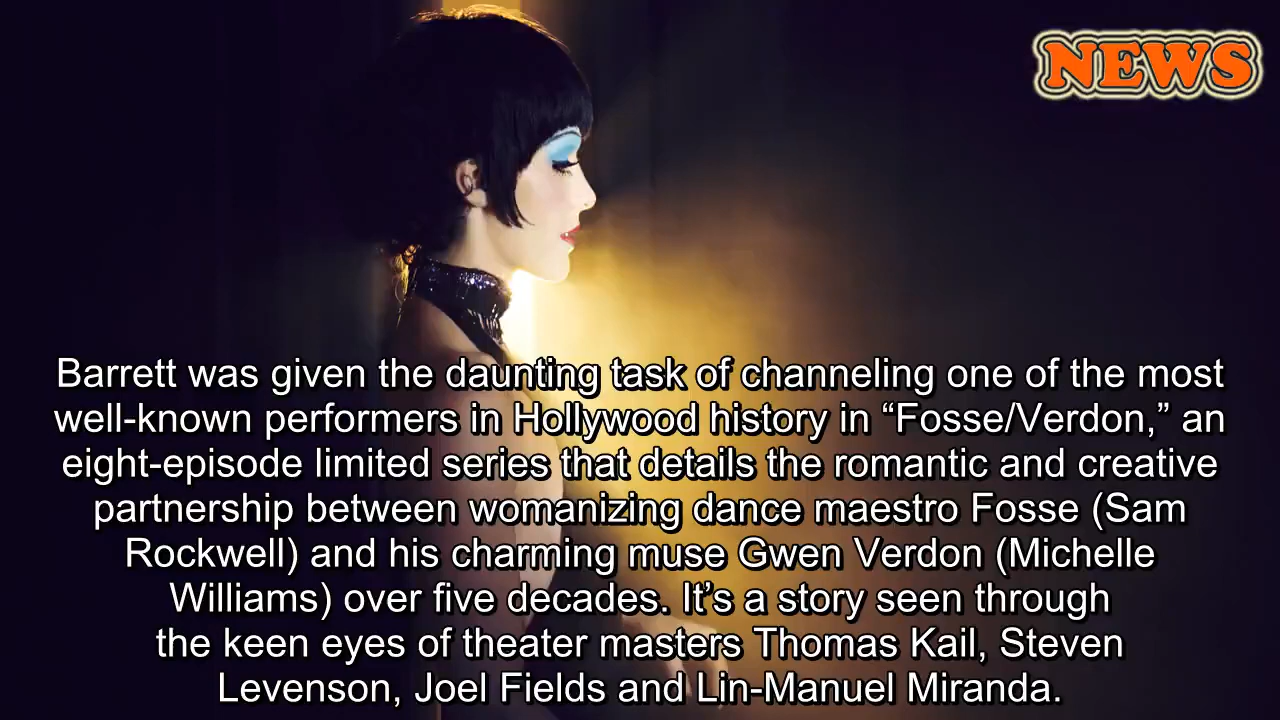 NEWS
Barrett was given the daunting task of channeling one of the most
well-known performers in Hollywood history in “Fosse/Verdon,” an
eight-episode limited series that details the romantic and creative
partnership between womanizing dance maestro Fosse (Sam
Rockwell) and his charming muse Gwen Verdon (Michelle
Williams) over five decades. It’s a story seen through
the keen eyes of theater masters Thomas Kail, Steven
Levenson, Joel Fields and Lin-Manuel Miranda.